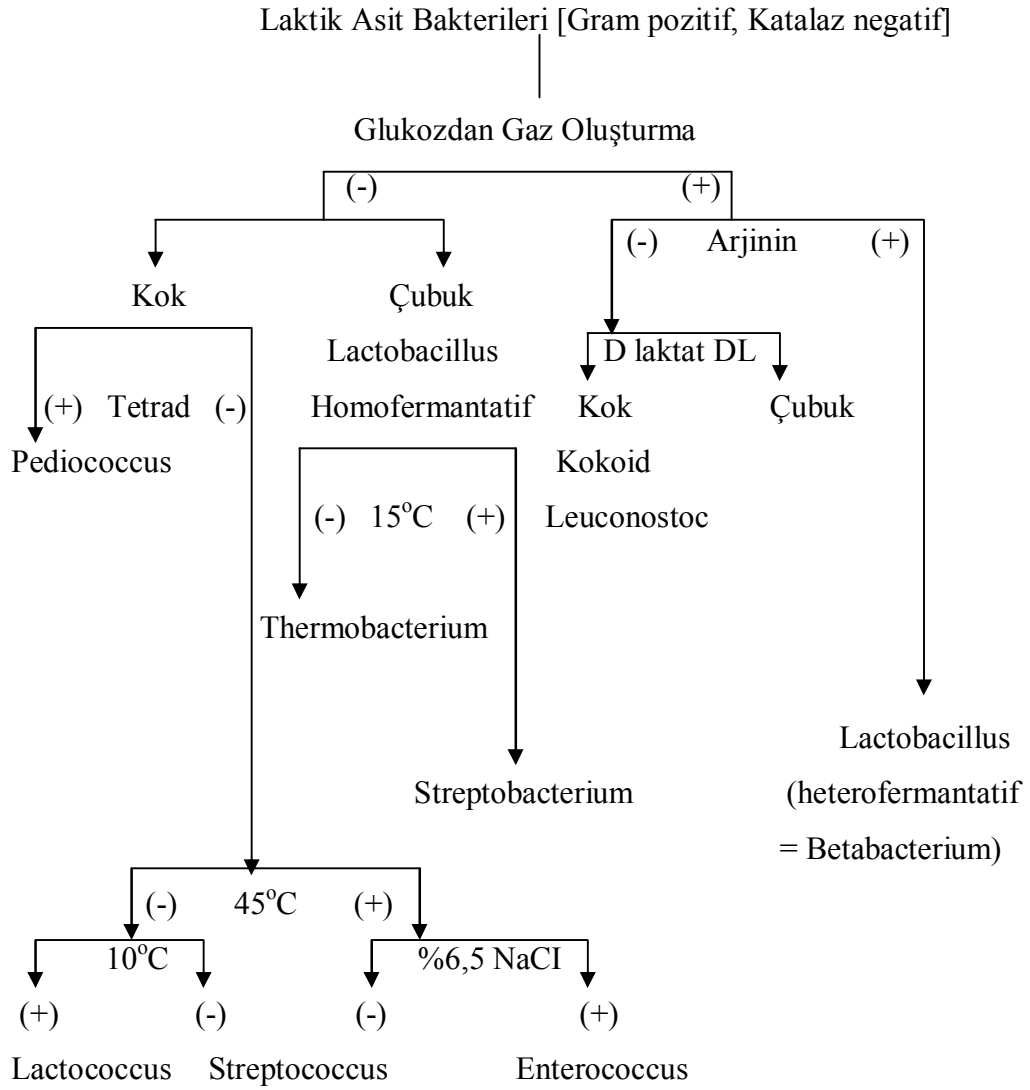 Laktik Asit Bakterileri [Gram pozitif, Katalaz negatif]
Glukozdan Gaz Oluşturma
(-) (+)
(-) Arjinin (+)
Kok Çubuk
Lactobacillus D laktat DL
(+) Tetrad (-) Homofermantatif Kok Çubuk
Pediococcus Kokoid
(-) 15°C (+) Leuconostoc
Thermobacterium
Lactobacillus
Streptobacterium (heterofermantatif
= Betabacterium)
(-) 45°C (+)
10°C %6,5 NaCI
(+) (-) (-) (+)
Lactococcus Streptococcus Enterococcus